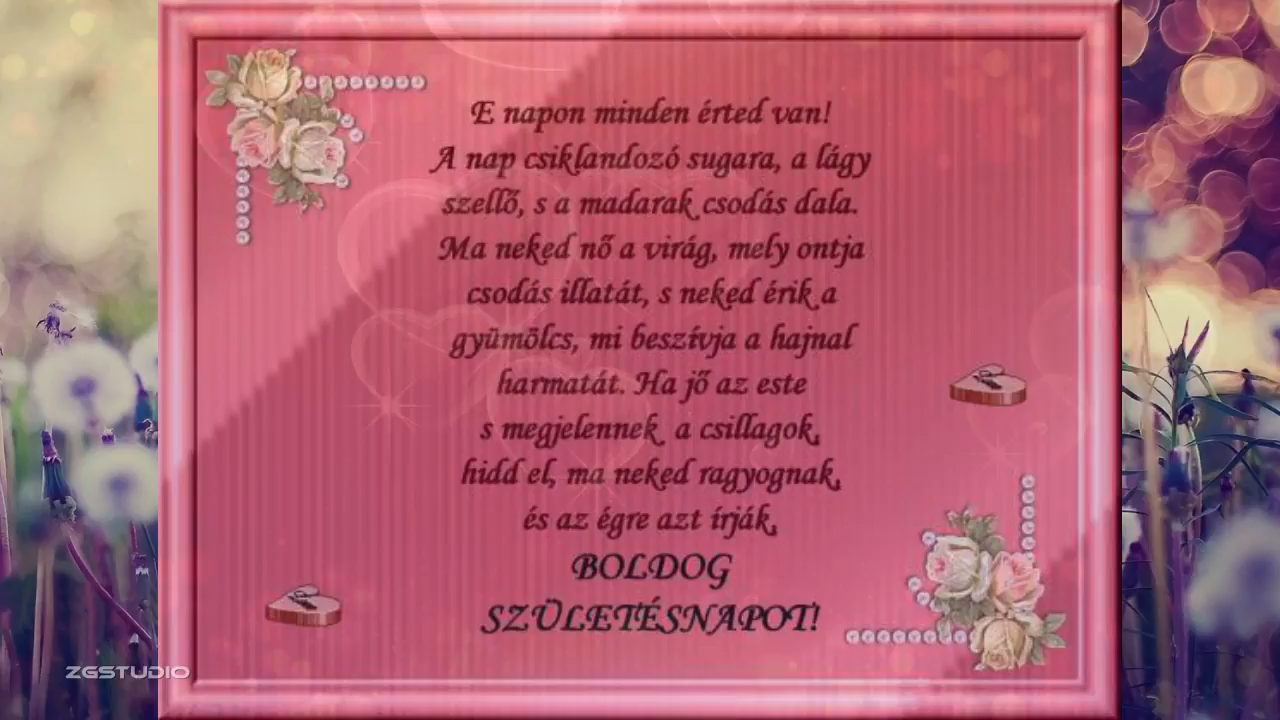 E napon minden érted van!
A nap csiklandozó sugara, a lágy
szellő, s a madarak csodás dala.
Ma neked nő a virág, mely ontja
csodás illatát, s neked érik a
gyümölcs, mi beszívja a hajnal
harmatát. Ha jő az este
s megjelennek a csillagok,
hidd el, ma neked ragyognak,
és az égre azt írják,
BOLDOG
SZÜLETÉSNAPOT!
ZGSTUDIO